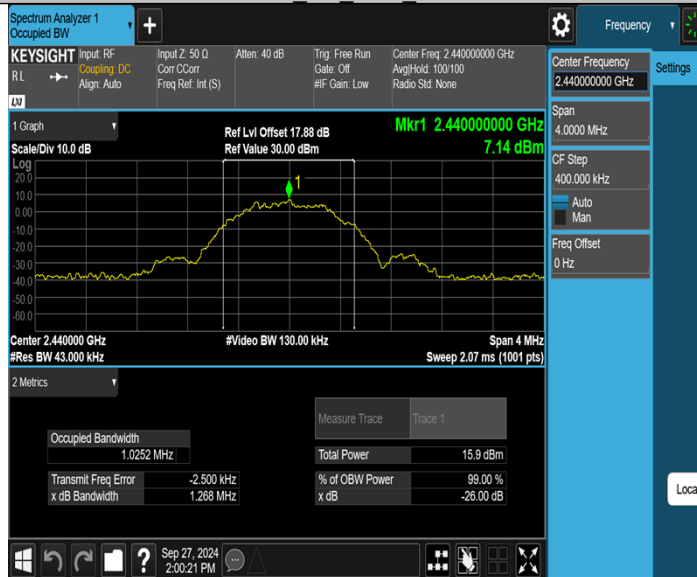 Spectrum Analyzer 1
Occupied BW
+
Frequency
KEYSIGHT
RL
LXI
Input: RF
Coupling: DC
Align: Auto
Input Z: 50 Ω
Corr CCorr
Freq Ref: Int (S)
Atten: 40 dB
Trig: Free Run
Gate: Off
#IF Gain: Low
Center Freq: 2.440000000 GHz
Avg|Hold: 100/100
Radio Std: None
Center Frequency
2.440000000 GHz
Settings
Span
4.0000 MHz
CF Step
400.000 kHz
Auto
Man
Freq Offset
0 Hz
1 Graph
Scale/Div 10.0 dB
Ref Lvl Offset 17.88 dB
Ref Value 30.00 dBm
Mkr1 2.440000000 GHz
7.14 dBm
Log
20.0
10.0
0.00
-10.0
-20.0
-30.0
-40.0
-50.0
-60.0
1
Center 2.440000 GHz
#Res BW 43.000 kHz
#Video BW 130.00 kHz
Span 4 MHz
Sweep 2.07 ms (1001 pts)
2 Metrics
Measure Trace
Trace 1
Occupied Bandwidth
1.0252 MHz
Total Power
15.9 dBm
Transmit Freq Error
-2.500 kHz
% of OBW Power
99.00 %
x dB Bandwidth
1.268 MHz
x dB
-26.00 dB
Loca
?
Sep 27, 2024
2:00:21 PM